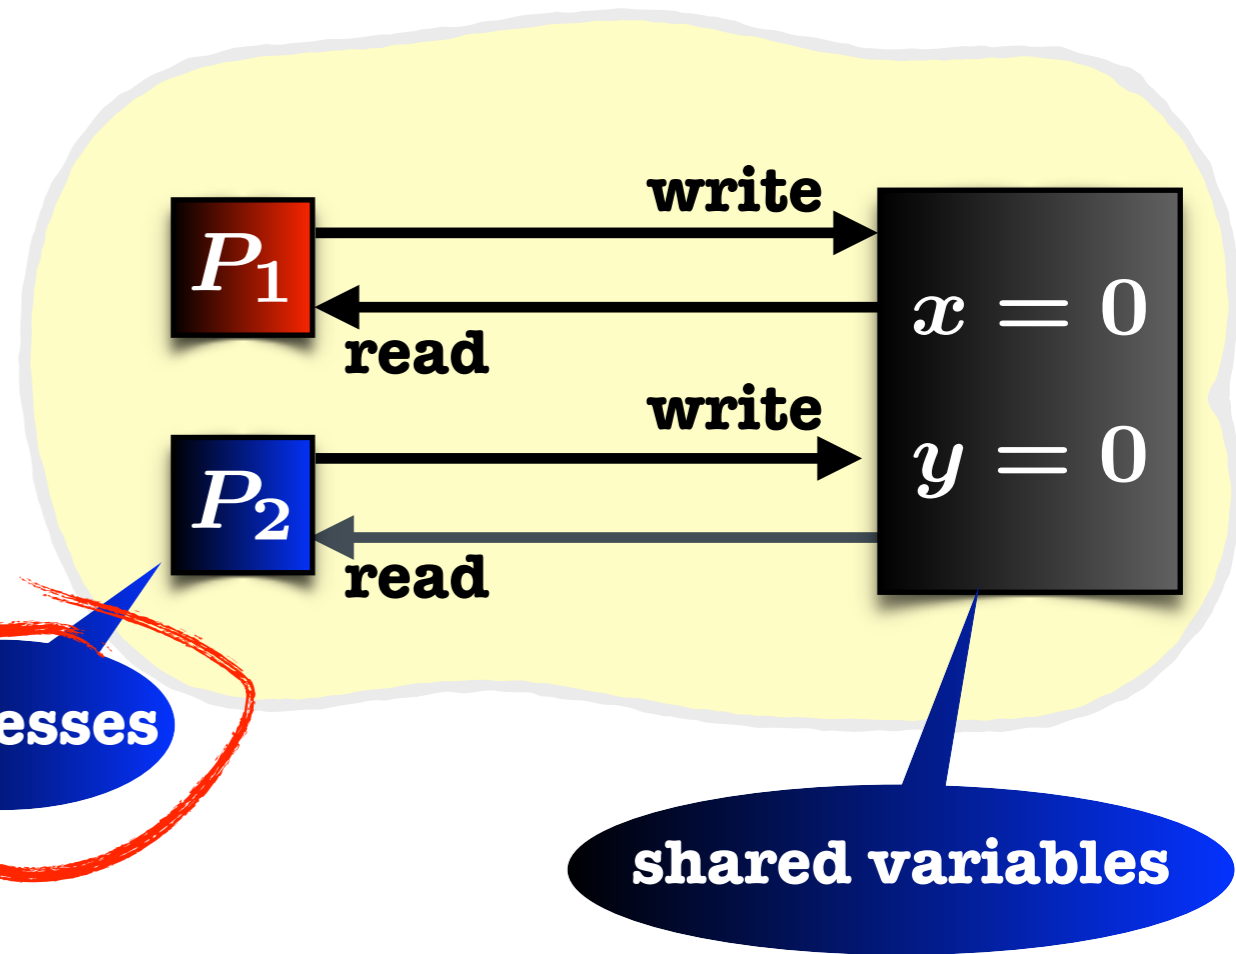 write
P₁
x = 0
read
write
y = 0
P₂
read
esses
shared variables